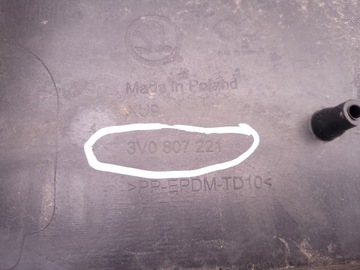 Made in Poland
3V0 807 221
>PP-EPDM-TD10<